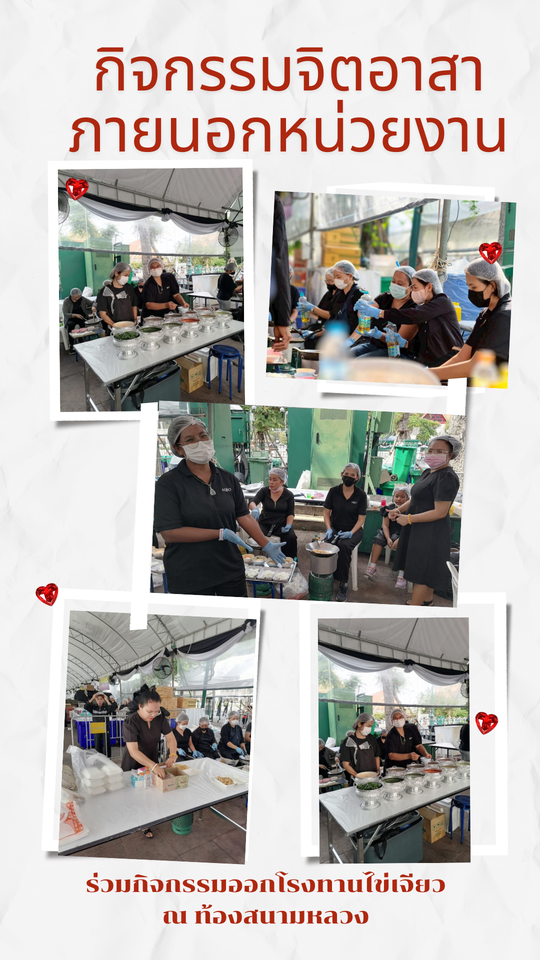 กิจกรรมจิตอาสา
ภายนอกหน่วยงาน
ร่วมกิจกรรมออกโรงทานไข่เจียว
ณ ท้องสนามหลวง